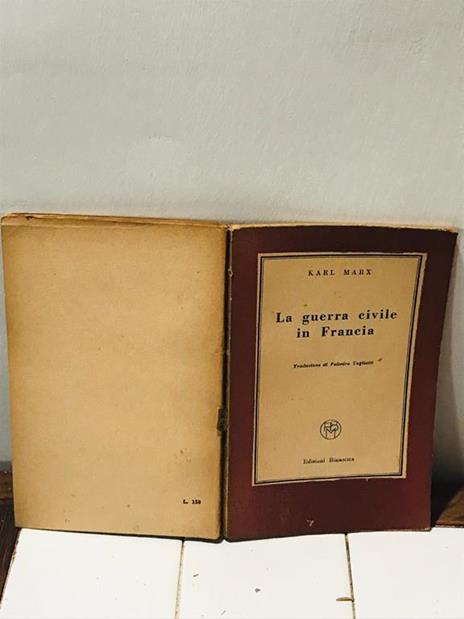 KARL MARX
La guerra civile
in Francia
Traduzione di Palmiro Togliatti
Edizioni Rinascita
L. 150